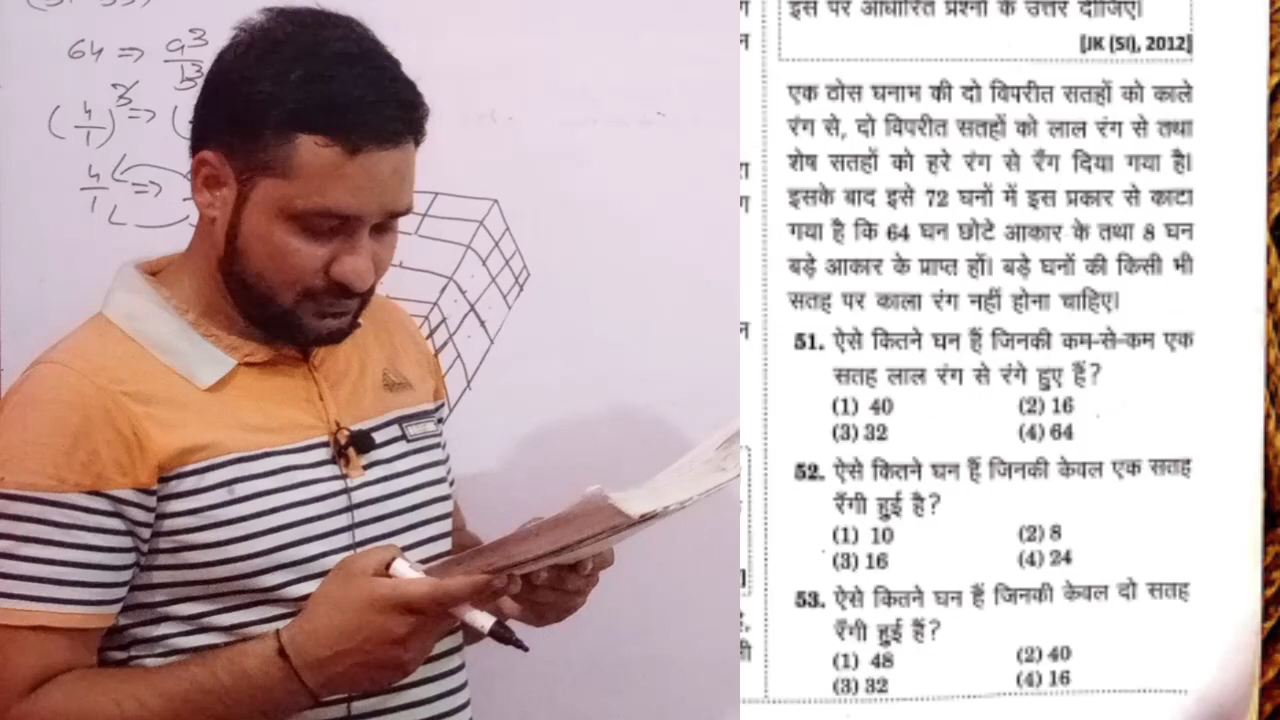 64 ⇒ a³
b³
(4/1)³ ⇒ (
4/1 ⇒
इस पर आधारित प्रश्नों के उत्तर दीजिए।
[JK (SI), 2012]
एक ठोस घनाभ की दो विपरीत सतहों को काले
रंग से, दो विपरीत सतहों को लाल रंग से तथा
शेष सतहों को हरे रंग से रँग दिया गया है।
इसके बाद इसे 72 घनों में इस प्रकार से काटा
गया है कि 64 घन छोटे आकार के तथा 8 घन
बड़े आकार के प्राप्त हों। बड़े घनों की किसी भी
सतह पर काला रंग नहीं होना चाहिए।
51. ऐसे कितने घन हैं जिनकी कम-से-कम एक
सतह लाल रंग से रंगे हुए हैं?
(1) 40 (2) 16
(3) 32 (4) 64
52. ऐसे कितने घन हैं जिनकी केवल एक सतह
रँगी हुई है?
(1) 10 (2) 8
(3) 16 (4) 24
53. ऐसे कितने घन हैं जिनकी केवल दो सतह
रँगी हुई हैं?
(1) 48 (2) 40
(3) 32 (4) 16